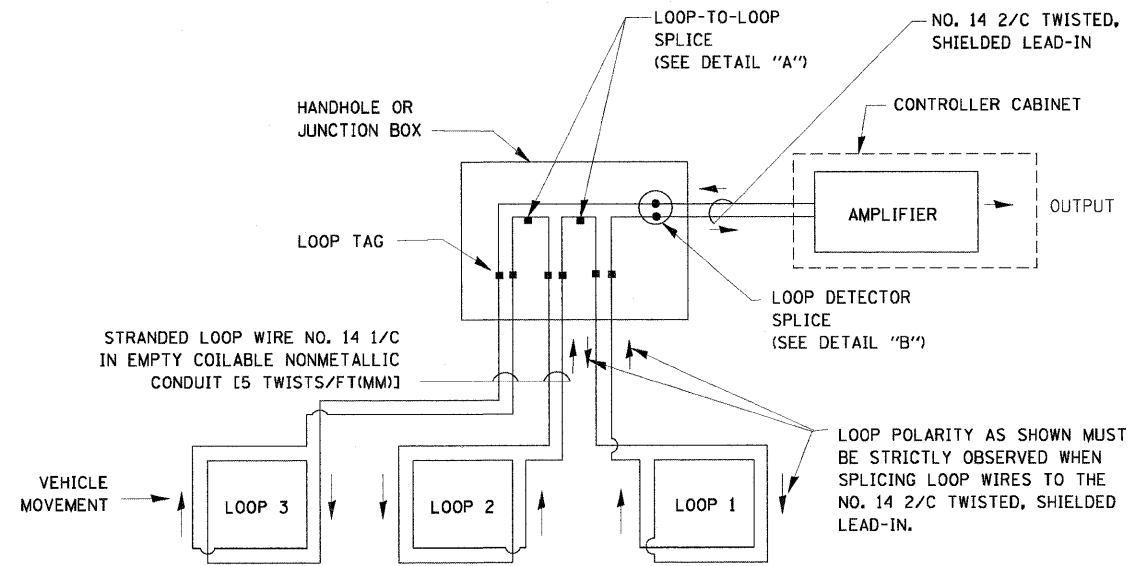 LOOP-TO-LOOP
SPLICE
(SEE DETAIL "A")
NO. 14 2/C TWISTED,
SHIELDED LEAD-IN
HANDHOLE OR
JUNCTION BOX
CONTROLLER CABINET
AMPLIFIER
OUTPUT
LOOP TAG
LOOP DETECTOR
SPLICE
(SEE DETAIL "B")
STRANDED LOOP WIRE NO. 14 1/C
IN EMPTY COILABLE NONMETALLIC
CONDUIT [5 TWISTS/FT(MM)]
LOOP POLARITY AS SHOWN MUST
BE STRICTLY OBSERVED WHEN
SPLICING LOOP WIRES TO THE
NO. 14 2/C TWISTED, SHIELDED
LEAD-IN.
VEHICLE
MOVEMENT
LOOP 3
LOOP 2
LOOP 1